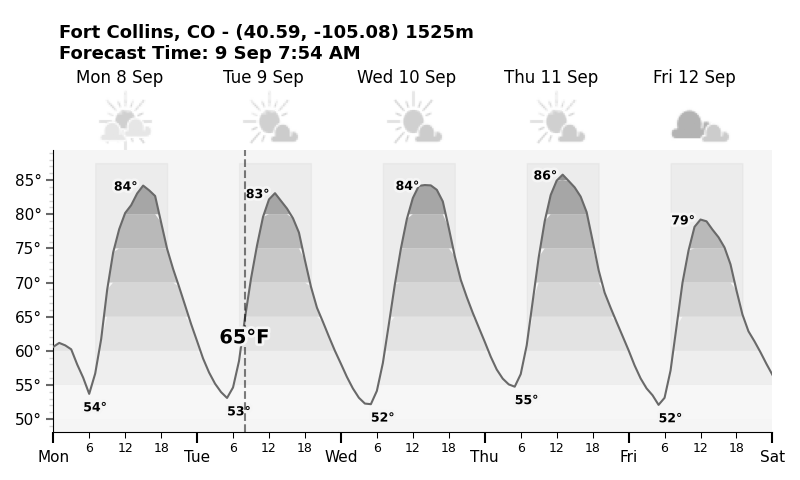 Fort Collins, CO - (40.59, -105.08) 1525m
Forecast Time: 9 Sep 7:54 AM
Mon 8 Sep Tue 9 Sep Wed 10 Sep Thu 11 Sep Fri 12 Sep
85°
80°
75°
70°
65°
60°
55°
50°
84° 83° 84° 86° 79°
65°F
54° 53° 52° 55° 52°
6 12 18 6 12 18 6 12 18 6 12 18 6 12 18
Mon Tue Wed Thu Fri Sat